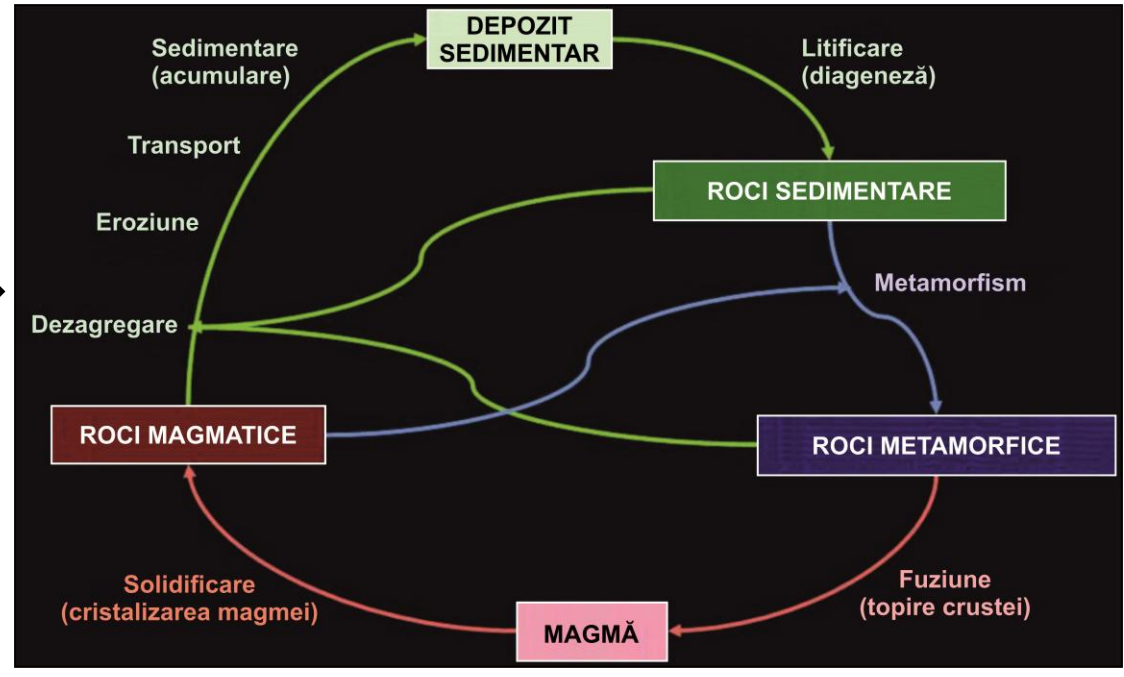 DEPOZIT
SEDIMENTAR
Sedimentare
(acumulare)
Litificare
(diageneză)
Transport
ROCI SEDIMENTARE
Eroziune
Metamorfism
Dezagregare
ROCI MAGMATICE
ROCI METAMORFICE
Solidificare
(cristalizarea magmei)
Fuziune
(topire crustei)
MAGMĂ